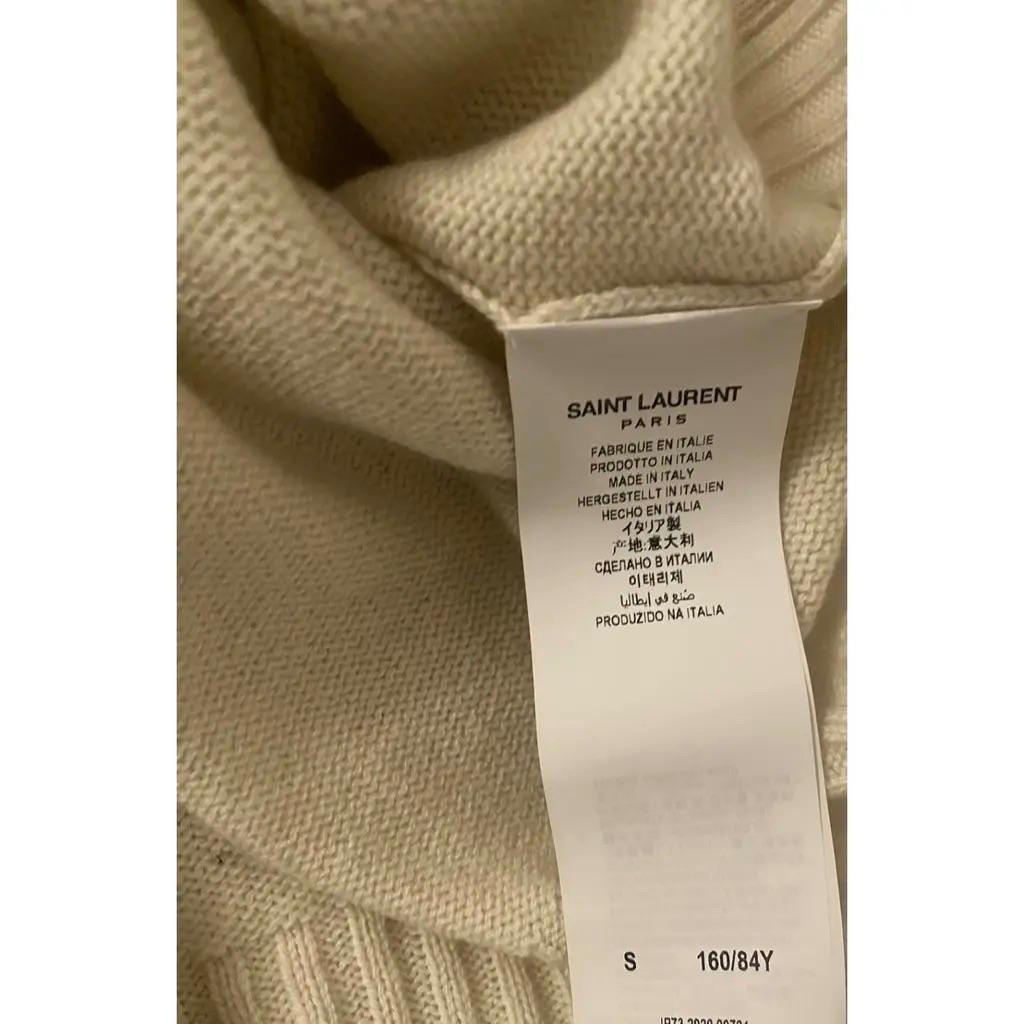 SAINT LAURENT
PARIS
FABRIQUE EN ITALIE
PRODOTTO IN ITALIA
MADE IN ITALY
HERGESTELLT IN ITALIEN
HECHO EN ITALIA
イタリア製
产地:意大利
СДЕЛАНО В ИТАЛИИ
이태리제
صنع في إيطاليا
PRODUZIDO NA ITALIA
S 160/84Y